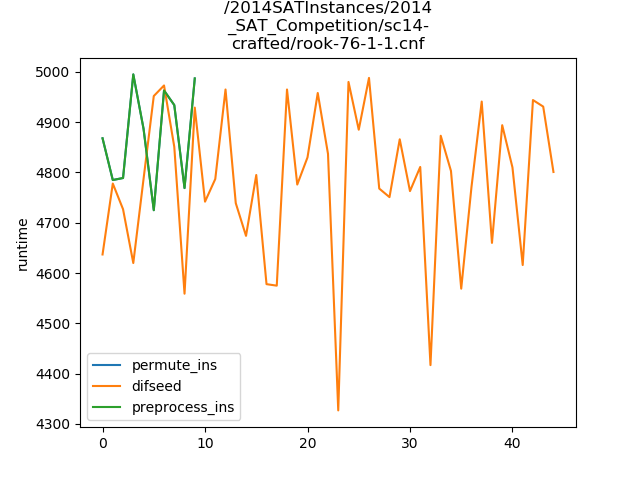 /2014SATInstances/2014
_SAT_Competition/sc14-
crafted/rook-76-1-1.cnf
5000
4900
4800
4700
4600
4500
4400
4300
runtime
permute_ins
difseed
preprocess_ins
0
10
20
30
40